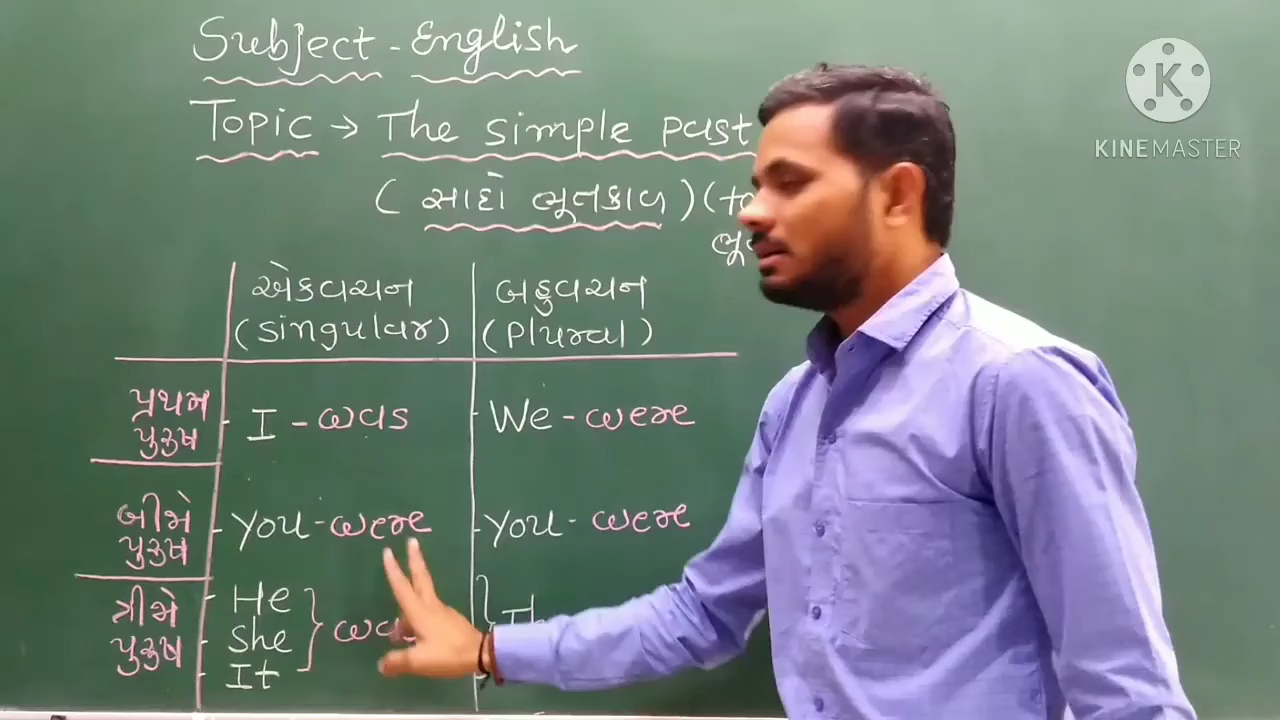 Subject - English
Topic → The simple past
( સાદો ભૂતકાળ ) (
એકવચન
(singular)
બહુવચન
(Plural)
પ્રથમ
પુરુષ
I - was
We - were
બીજો
પુરુષ
You - were
You - were
ત્રીજો
પુરુષ
He
She
It
KINEMASTER